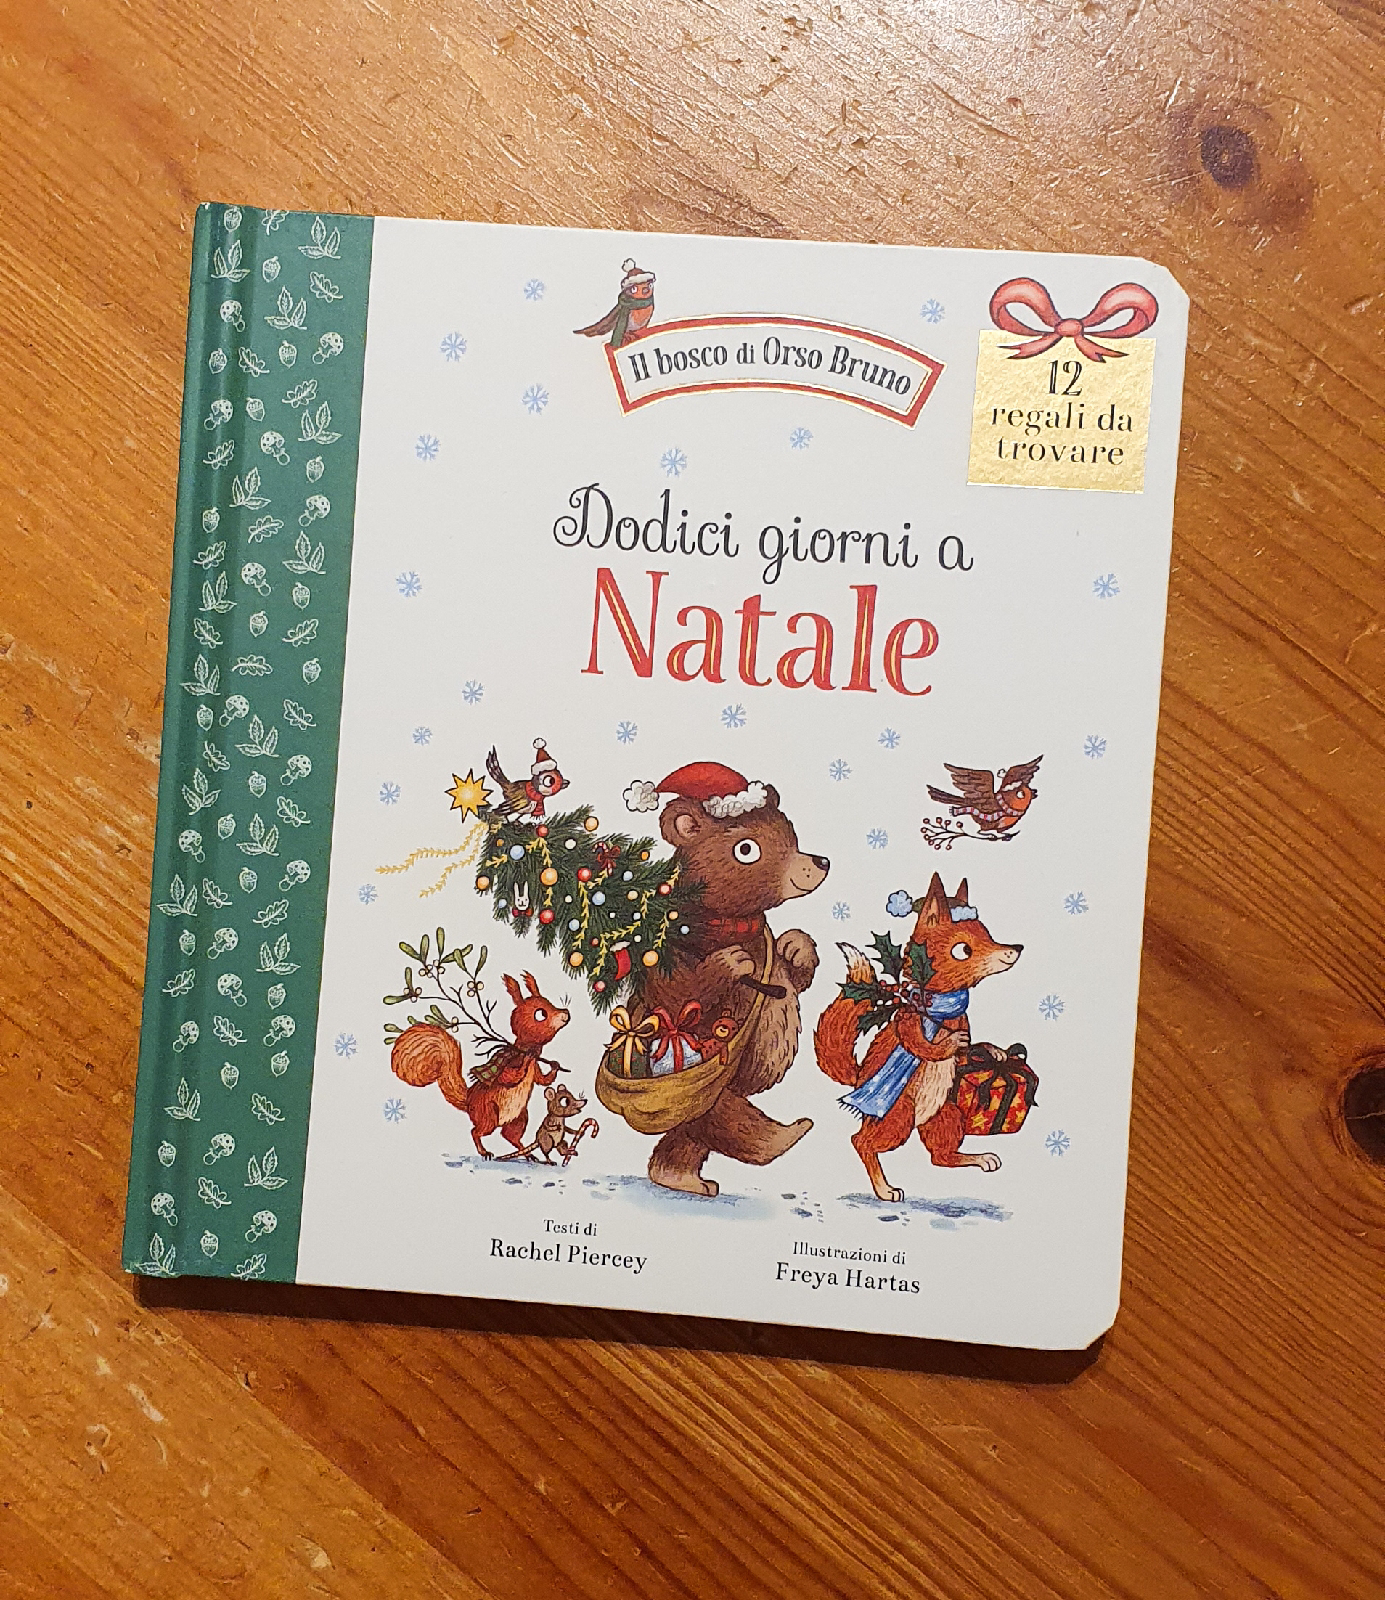 Il bosco di Orso Bruno
12
regali da
trovare
Dodici giorni a
Natale
Testi di
Rachel Piercey
Illustrazioni di
Freya Hartas